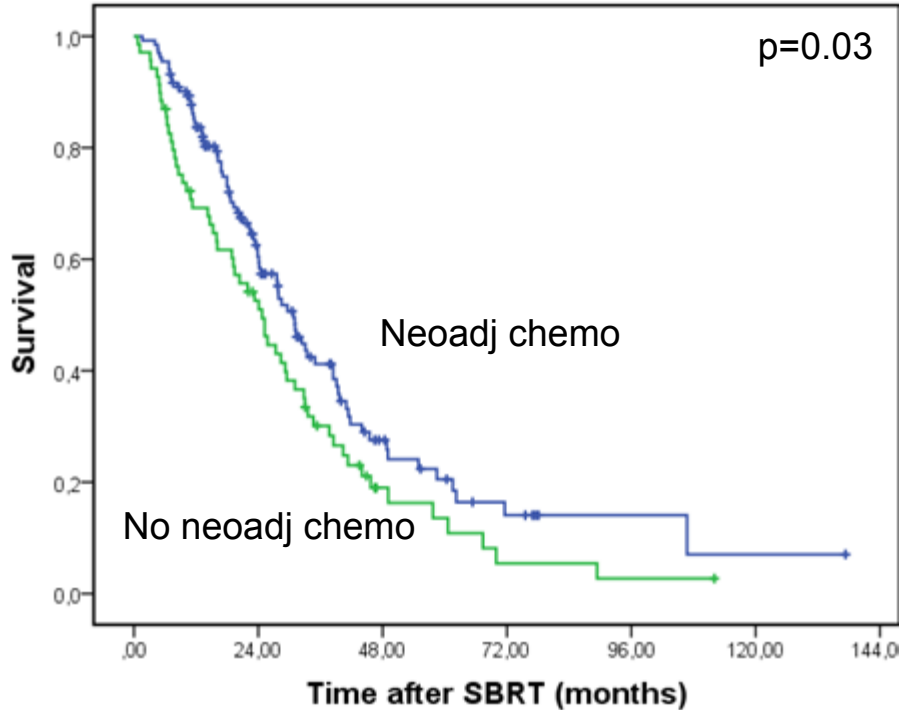 p=0.03
1,0
0,8
0,6
0,4
0,2
0,0
Survival
Neoadj chemo
No neoadj chemo
,00 24,00 48,00 72,00 96,00 120,00 144,00
Time after SBRT (months)